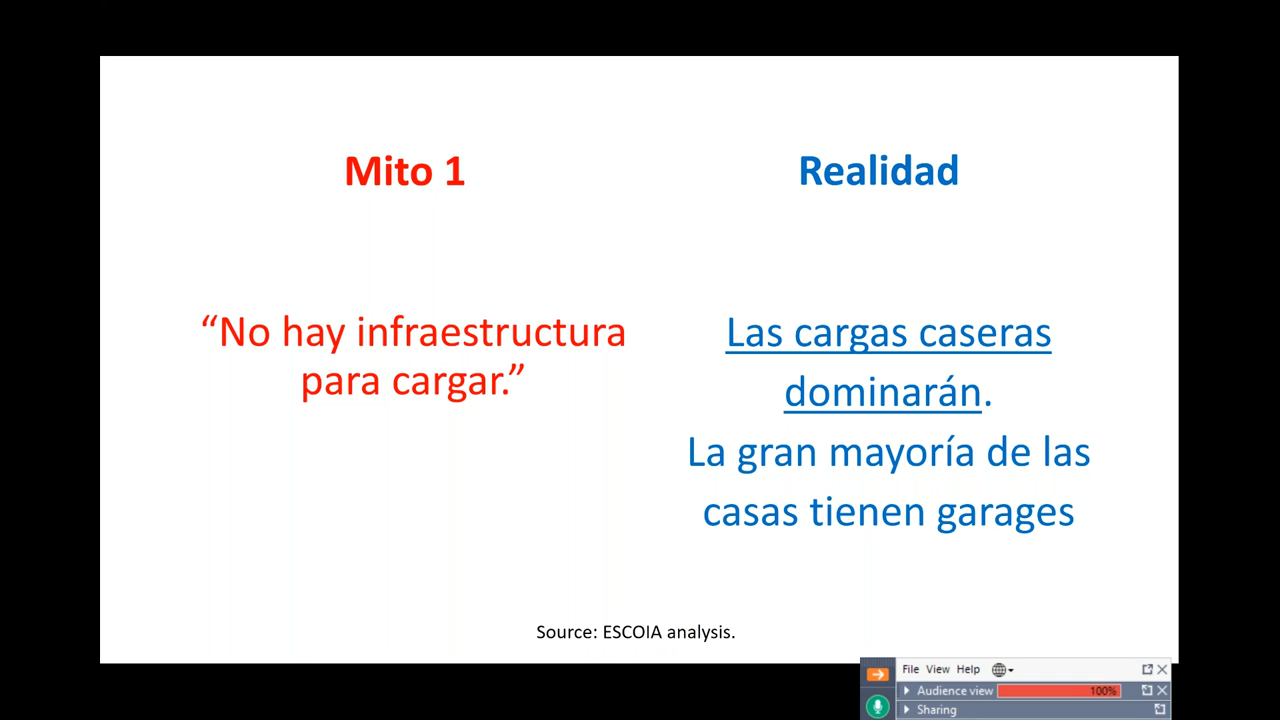 Mito 1
Realidad
“No hay infraestructura
para cargar.”
Las cargas caseras
dominarán.
La gran mayoría de las
casas tienen garages
Source: ESCOIA analysis.
File View Help
Audience view 100%
Sharing